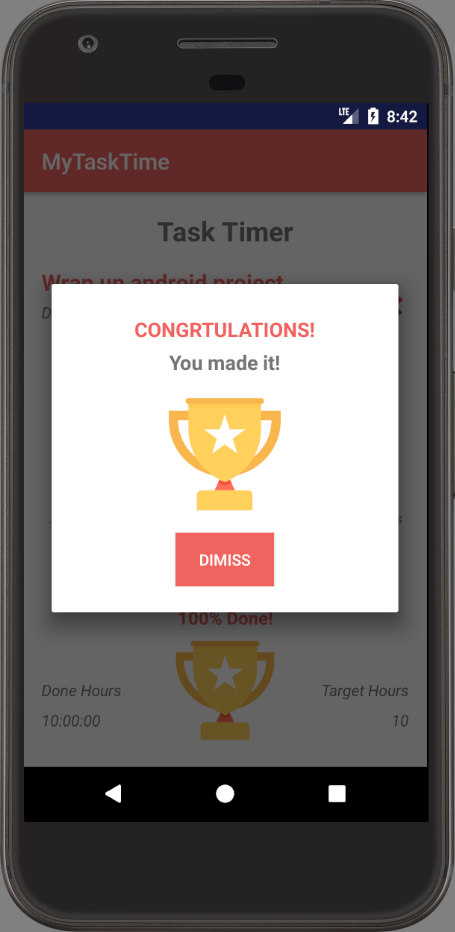 LTE 8:42
MyTaskTime
Task Timer
Wrap up android project
CONGRTULATIONS!
You made it!
DIMISS
100% Done!
Done Hours Target Hours
10:00:00 10